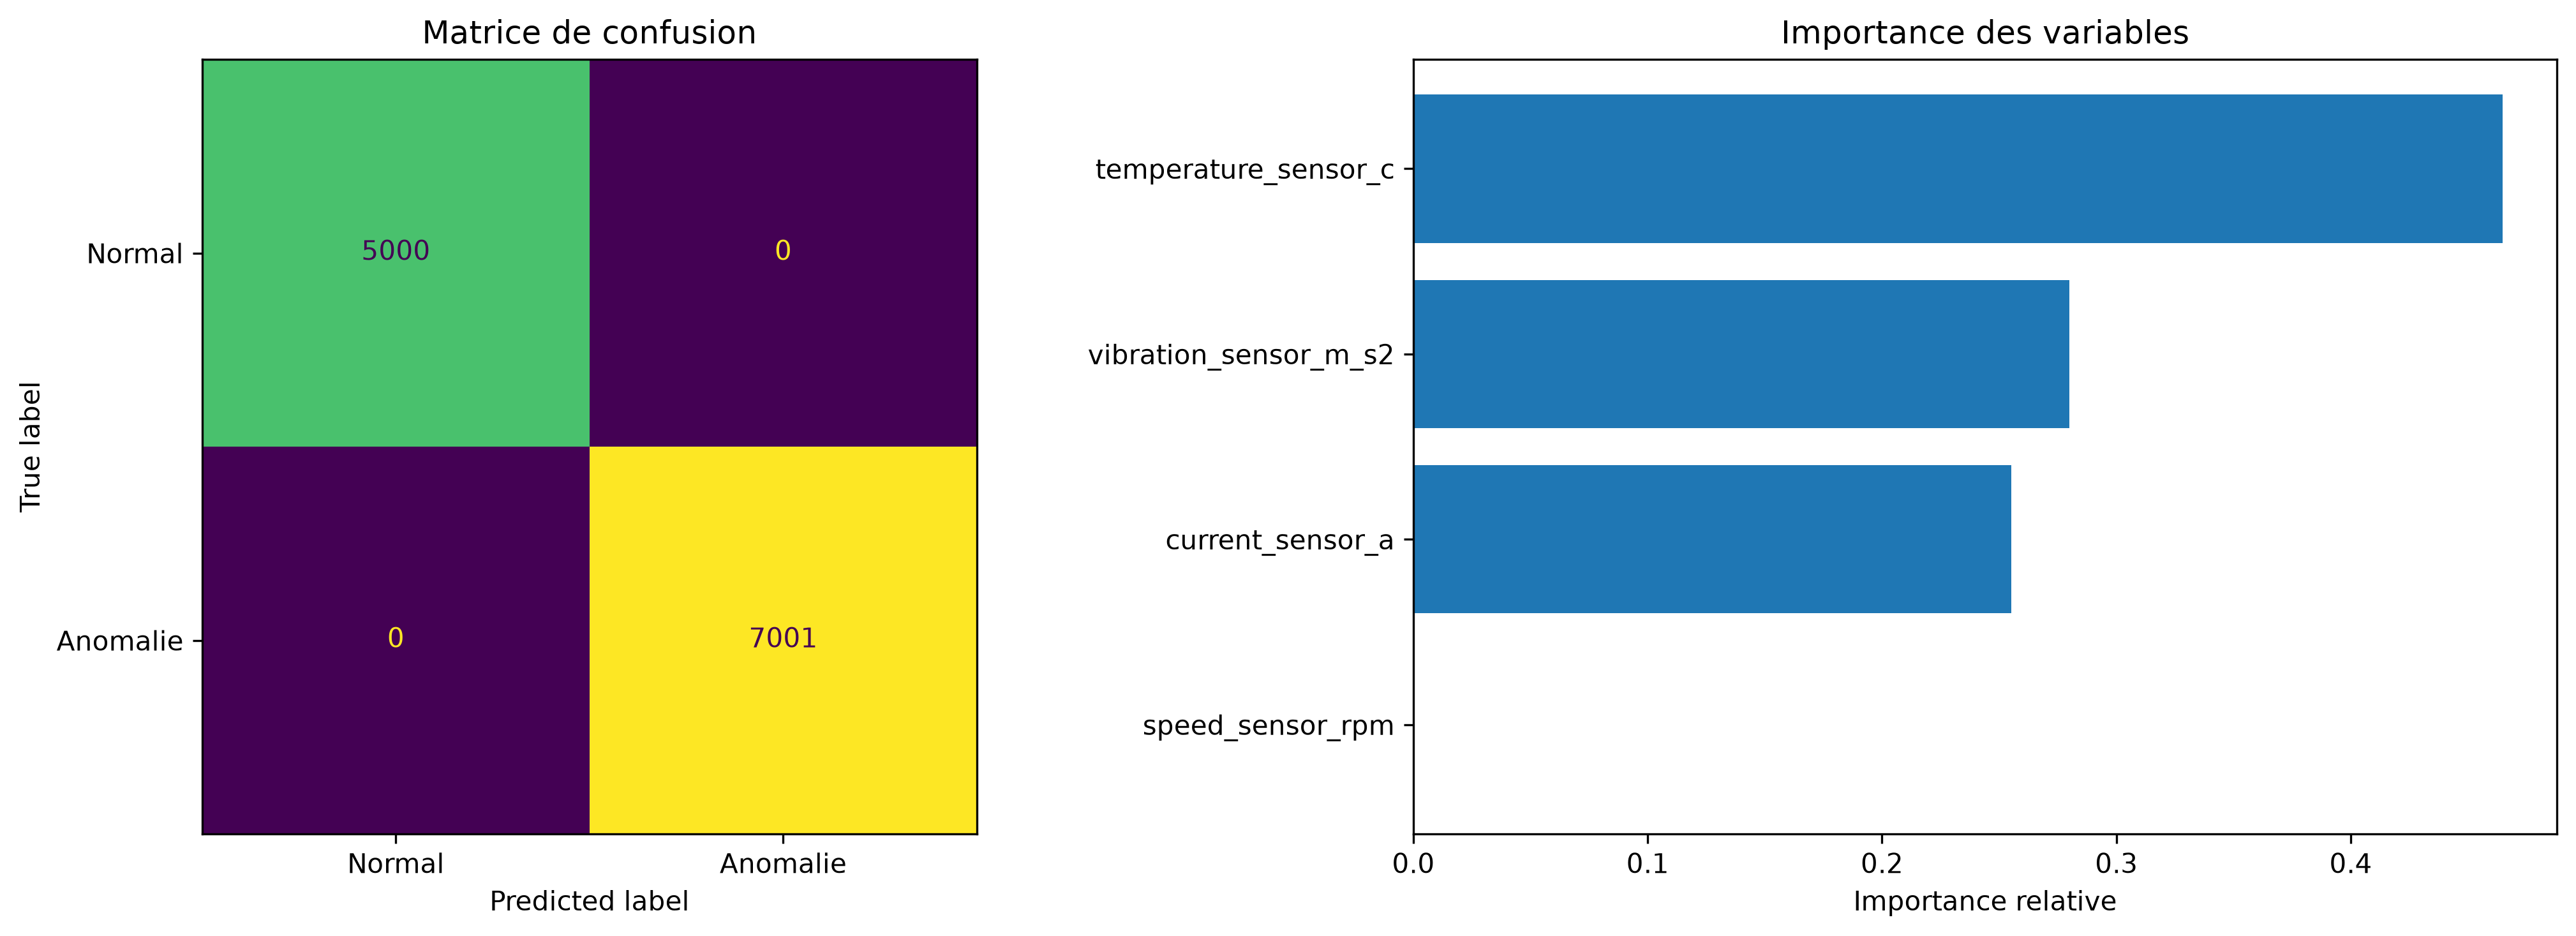 Matrice de confusion
True label
Normal
5000
0
Anomalie
0
7001
Normal
Anomalie
Predicted label
Importance des variables
temperature_sensor_c
vibration_sensor_m_s2
current_sensor_a
speed_sensor_rpm
0.0
0.1
0.2
0.3
0.4
Importance relative